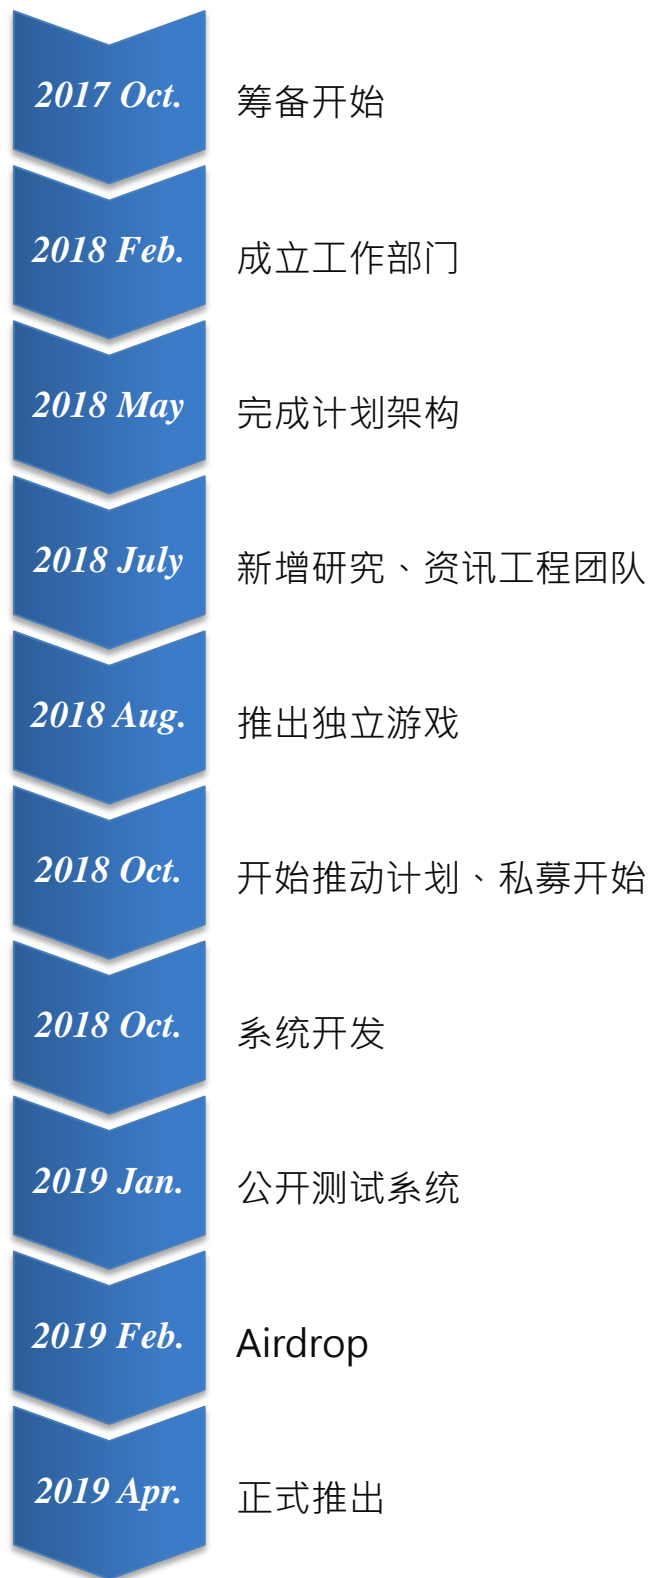 2017 Oct.
筹备开始
2018 Feb.
成立工作部门
2018 May
完成计划架构
2018 July
新增研究、资讯工程团队
2018 Aug.
推出独立游戏
2018 Oct.
开始推动计划、私募开始
2018 Oct.
系统开发
2019 Jan.
公开测试系统
2019 Feb.
Airdrop
2019 Apr.
正式推出